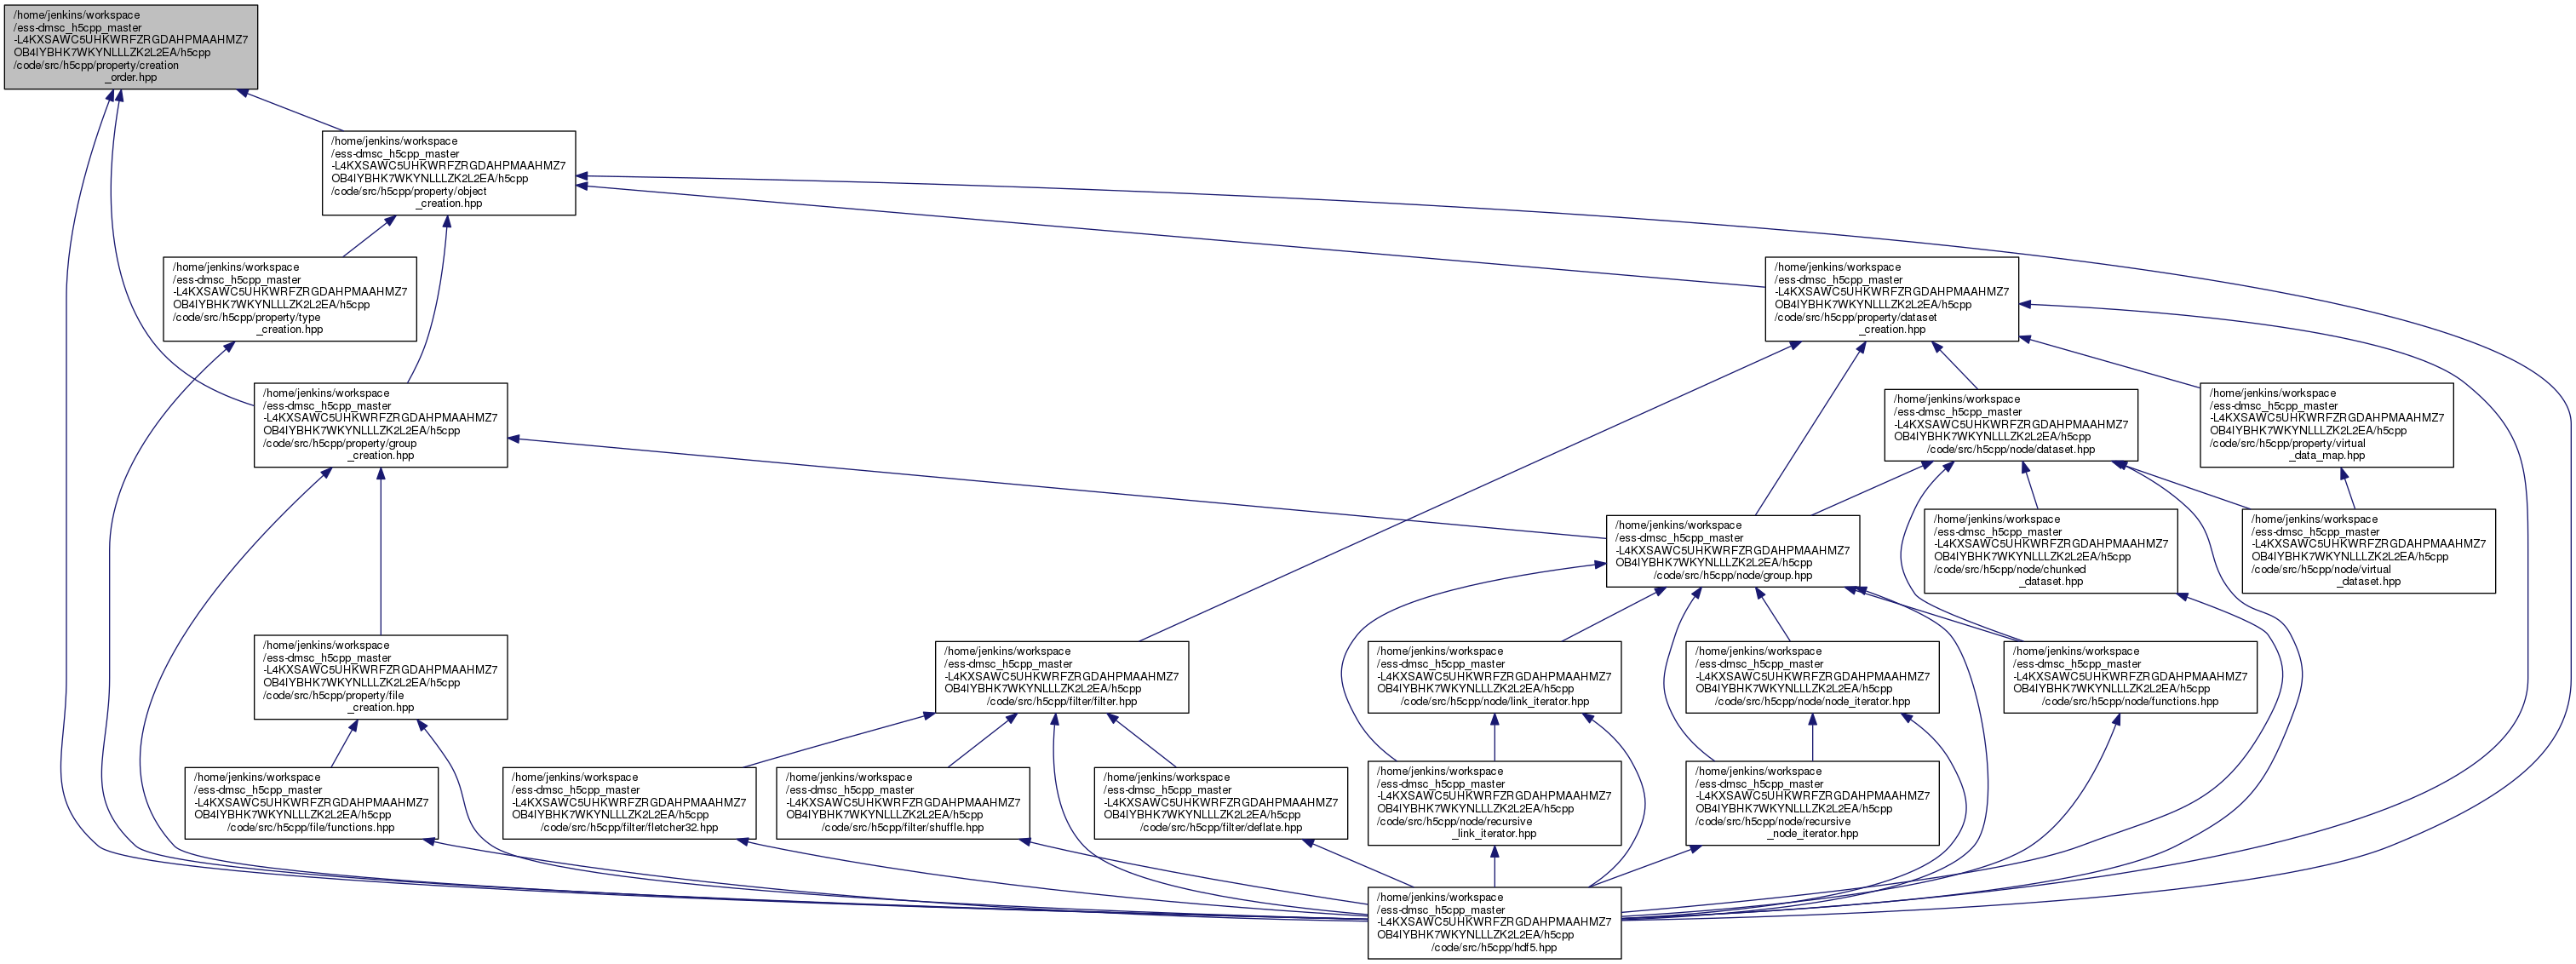 /home/jenkins/workspace
/ess-dmsc_h5cpp_master
-L4KXSAWC5UHKWRFZRGDAHPMAAHMZ7
OB4IYBHK7WKYNLLLZK2L2EA/h5cpp
/code/src/h5cpp/property/creation
_order.hpp
/home/jenkins/workspace
/ess-dmsc_h5cpp_master
-L4KXSAWC5UHKWRFZRGDAHPMAAHMZ7
OB4IYBHK7WKYNLLLZK2L2EA/h5cpp
/code/src/h5cpp/property/object
_creation.hpp
/home/jenkins/workspace
/ess-dmsc_h5cpp_master
-L4KXSAWC5UHKWRFZRGDAHPMAAHMZ7
OB4IYBHK7WKYNLLLZK2L2EA/h5cpp
/code/src/h5cpp/property/type
_creation.hpp
/home/jenkins/workspace
/ess-dmsc_h5cpp_master
-L4KXSAWC5UHKWRFZRGDAHPMAAHMZ7
OB4IYBHK7WKYNLLLZK2L2EA/h5cpp
/code/src/h5cpp/property/dataset
_creation.hpp
/home/jenkins/workspace
/ess-dmsc_h5cpp_master
-L4KXSAWC5UHKWRFZRGDAHPMAAHMZ7
OB4IYBHK7WKYNLLLZK2L2EA/h5cpp
/code/src/h5cpp/property/group
_creation.hpp
/home/jenkins/workspace
/ess-dmsc_h5cpp_master
-L4KXSAWC5UHKWRFZRGDAHPMAAHMZ7
OB4IYBHK7WKYNLLLZK2L2EA/h5cpp
/code/src/h5cpp/node/dataset.hpp
/home/jenkins/workspace
/ess-dmsc_h5cpp_master
-L4KXSAWC5UHKWRFZRGDAHPMAAHMZ7
OB4IYBHK7WKYNLLLZK2L2EA/h5cpp
/code/src/h5cpp/property/virtual
_data_map.hpp
/home/jenkins/workspace
/ess-dmsc_h5cpp_master
-L4KXSAWC5UHKWRFZRGDAHPMAAHMZ7
OB4IYBHK7WKYNLLLZK2L2EA/h5cpp
/code/src/h5cpp/node/group.hpp
/home/jenkins/workspace
/ess-dmsc_h5cpp_master
-L4KXSAWC5UHKWRFZRGDAHPMAAHMZ7
OB4IYBHK7WKYNLLLZK2L2EA/h5cpp
/code/src/h5cpp/node/chunked
_dataset.hpp
/home/jenkins/workspace
/ess-dmsc_h5cpp_master
-L4KXSAWC5UHKWRFZRGDAHPMAAHMZ7
OB4IYBHK7WKYNLLLZK2L2EA/h5cpp
/code/src/h5cpp/node/virtual
_dataset.hpp
/home/jenkins/workspace
/ess-dmsc_h5cpp_master
-L4KXSAWC5UHKWRFZRGDAHPMAAHMZ7
OB4IYBHK7WKYNLLLZK2L2EA/h5cpp
/code/src/h5cpp/property/file
_creation.hpp
/home/jenkins/workspace
/ess-dmsc_h5cpp_master
-L4KXSAWC5UHKWRFZRGDAHPMAAHMZ7
OB4IYBHK7WKYNLLLZK2L2EA/h5cpp
/code/src/h5cpp/filter/filter.hpp
/home/jenkins/workspace
/ess-dmsc_h5cpp_master
-L4KXSAWC5UHKWRFZRGDAHPMAAHMZ7
OB4IYBHK7WKYNLLLZK2L2EA/h5cpp
/code/src/h5cpp/node/link_iterator.hpp
/home/jenkins/workspace
/ess-dmsc_h5cpp_master
-L4KXSAWC5UHKWRFZRGDAHPMAAHMZ7
OB4IYBHK7WKYNLLLZK2L2EA/h5cpp
/code/src/h5cpp/node/node_iterator.hpp
/home/jenkins/workspace
/ess-dmsc_h5cpp_master
-L4KXSAWC5UHKWRFZRGDAHPMAAHMZ7
OB4IYBHK7WKYNLLLZK2L2EA/h5cpp
/code/src/h5cpp/node/functions.hpp
/home/jenkins/workspace
/ess-dmsc_h5cpp_master
-L4KXSAWC5UHKWRFZRGDAHPMAAHMZ7
OB4IYBHK7WKYNLLLZK2L2EA/h5cpp
/code/src/h5cpp/file/functions.hpp
/home/jenkins/workspace
/ess-dmsc_h5cpp_master
-L4KXSAWC5UHKWRFZRGDAHPMAAHMZ7
OB4IYBHK7WKYNLLLZK2L2EA/h5cpp
/code/src/h5cpp/filter/fletcher32.hpp
/home/jenkins/workspace
/ess-dmsc_h5cpp_master
-L4KXSAWC5UHKWRFZRGDAHPMAAHMZ7
OB4IYBHK7WKYNLLLZK2L2EA/h5cpp
/code/src/h5cpp/filter/shuffle.hpp
/home/jenkins/workspace
/ess-dmsc_h5cpp_master
-L4KXSAWC5UHKWRFZRGDAHPMAAHMZ7
OB4IYBHK7WKYNLLLZK2L2EA/h5cpp
/code/src/h5cpp/filter/deflate.hpp
/home/jenkins/workspace
/ess-dmsc_h5cpp_master
-L4KXSAWC5UHKWRFZRGDAHPMAAHMZ7
OB4IYBHK7WKYNLLLZK2L2EA/h5cpp
/code/src/h5cpp/node/recursive
_link_iterator.hpp
/home/jenkins/workspace
/ess-dmsc_h5cpp_master
-L4KXSAWC5UHKWRFZRGDAHPMAAHMZ7
OB4IYBHK7WKYNLLLZK2L2EA/h5cpp
/code/src/h5cpp/node/recursive
_node_iterator.hpp
/home/jenkins/workspace
/ess-dmsc_h5cpp_master
-L4KXSAWC5UHKWRFZRGDAHPMAAHMZ7
OB4IYBHK7WKYNLLLZK2L2EA/h5cpp
/code/src/h5cpp/hdf5.hpp